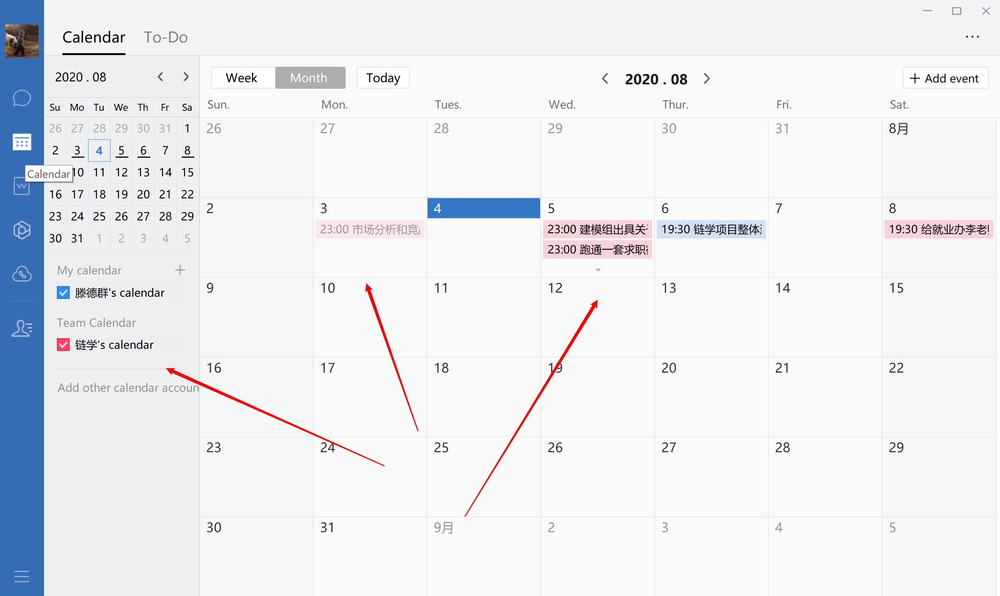 Calendar To-Do
2020 . 08
Week Month Today
2020 . 08
Add event
Su Mo Tu We Th Fr Sa
26 27 28 29 30 31 1
2 3 4 5 6 7 8
10 11 12 13 14 15
16 17 18 19 20 21 22
23 24 25 26 27 28 29
30 31 1 2 3 4 5
Calendar
W
My calendar
滕德群's calendar
Team Calendar
链学's calendar
Add other calendar accoun
Sun. Mon. Tues. Wed. Thur. Fri. Sat.
26 27 28 29 30 31 8月
2 3 4 5 6 7 8
23:00 市场分析和竞
23:00 建模组出具关
19:30 链学项目整体
19:30 给就业办李老
23:00 跑通一套求职
9 10 11 12 13 14 15
16 17 18 19 20 21 22
23 24 25 26 27 28 29
30 31 9月 2 3 4 5